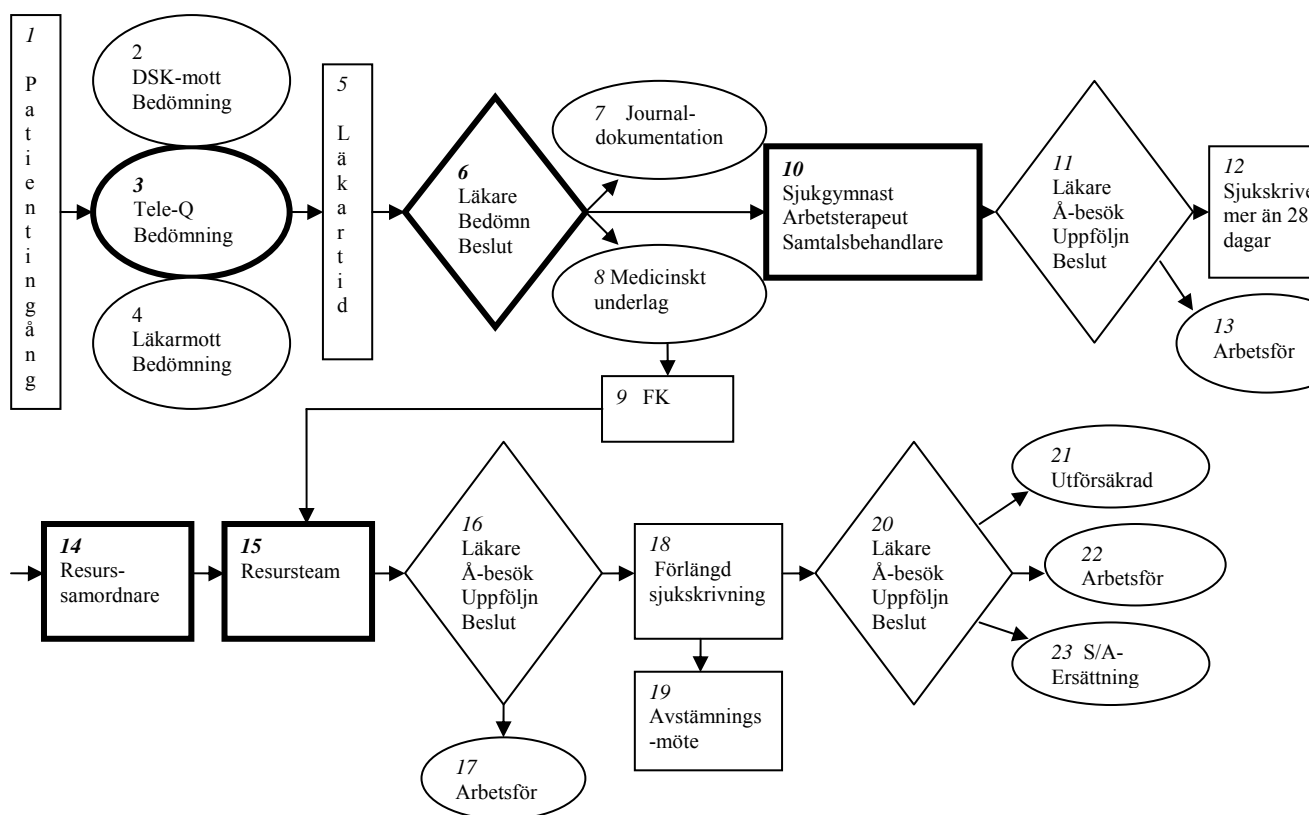 1
Patientingång
2
DSK-mott
Bedömning
3
Tele-Q
Bedömning
4
Läkarmott
Bedömning
5
Läkartid
6
Läkare
Bedömn
Beslut
7 Journal-
dokumentation
8 Medicinskt
underlag
9 FK
10
Sjukgymnast
Arbetsterapeut
Samtalsbehandlare
11
Läkare
Å-besök
Uppföljn
Beslut
12
Sjukskrive
mer än 28
dagar
13
Arbetsför
14
Resurs-
samordnare
15
Resursteam
16
Läkare
Å-besök
Uppföljn
Beslut
17
Arbetsför
18
Förlängd
sjukskrivning
19
Avstämnings
-möte
20
Läkare
Å-besök
Uppföljn
Beslut
21
Utförsäkrad
22
Arbetsför
23 S/A-
Ersättning